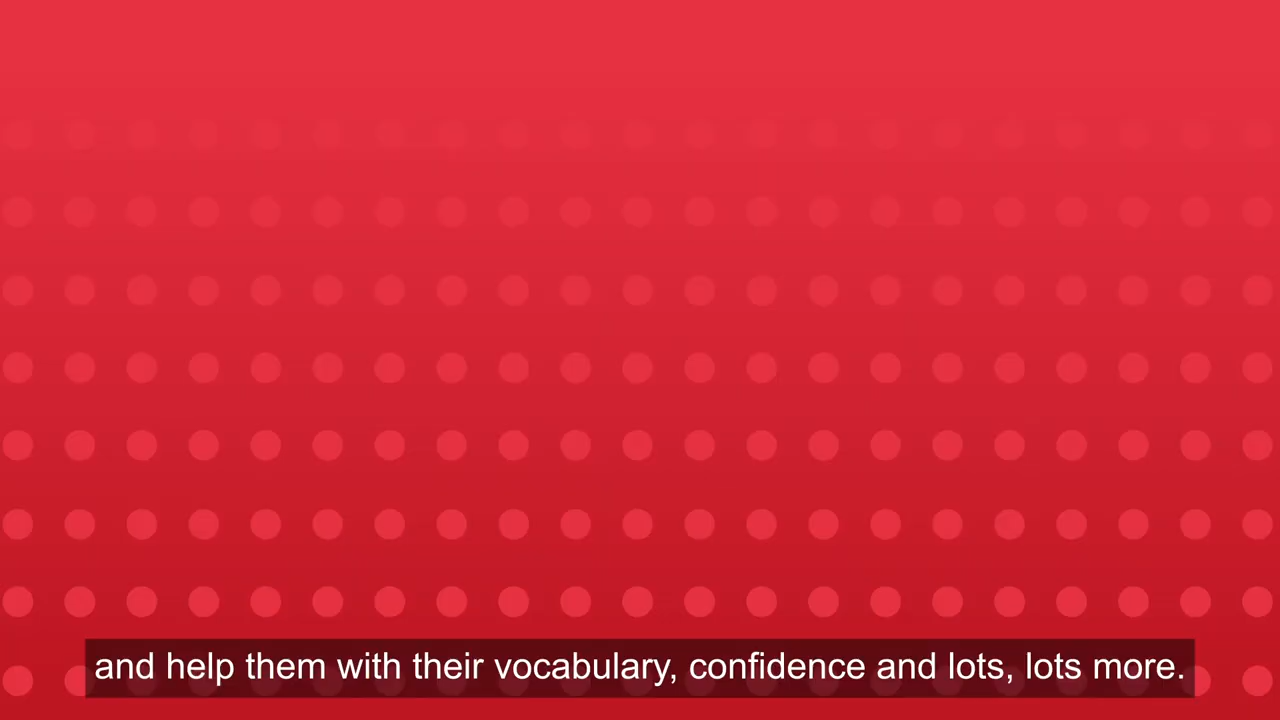 and help them with their vocabulary, confidence and lots, lots more.